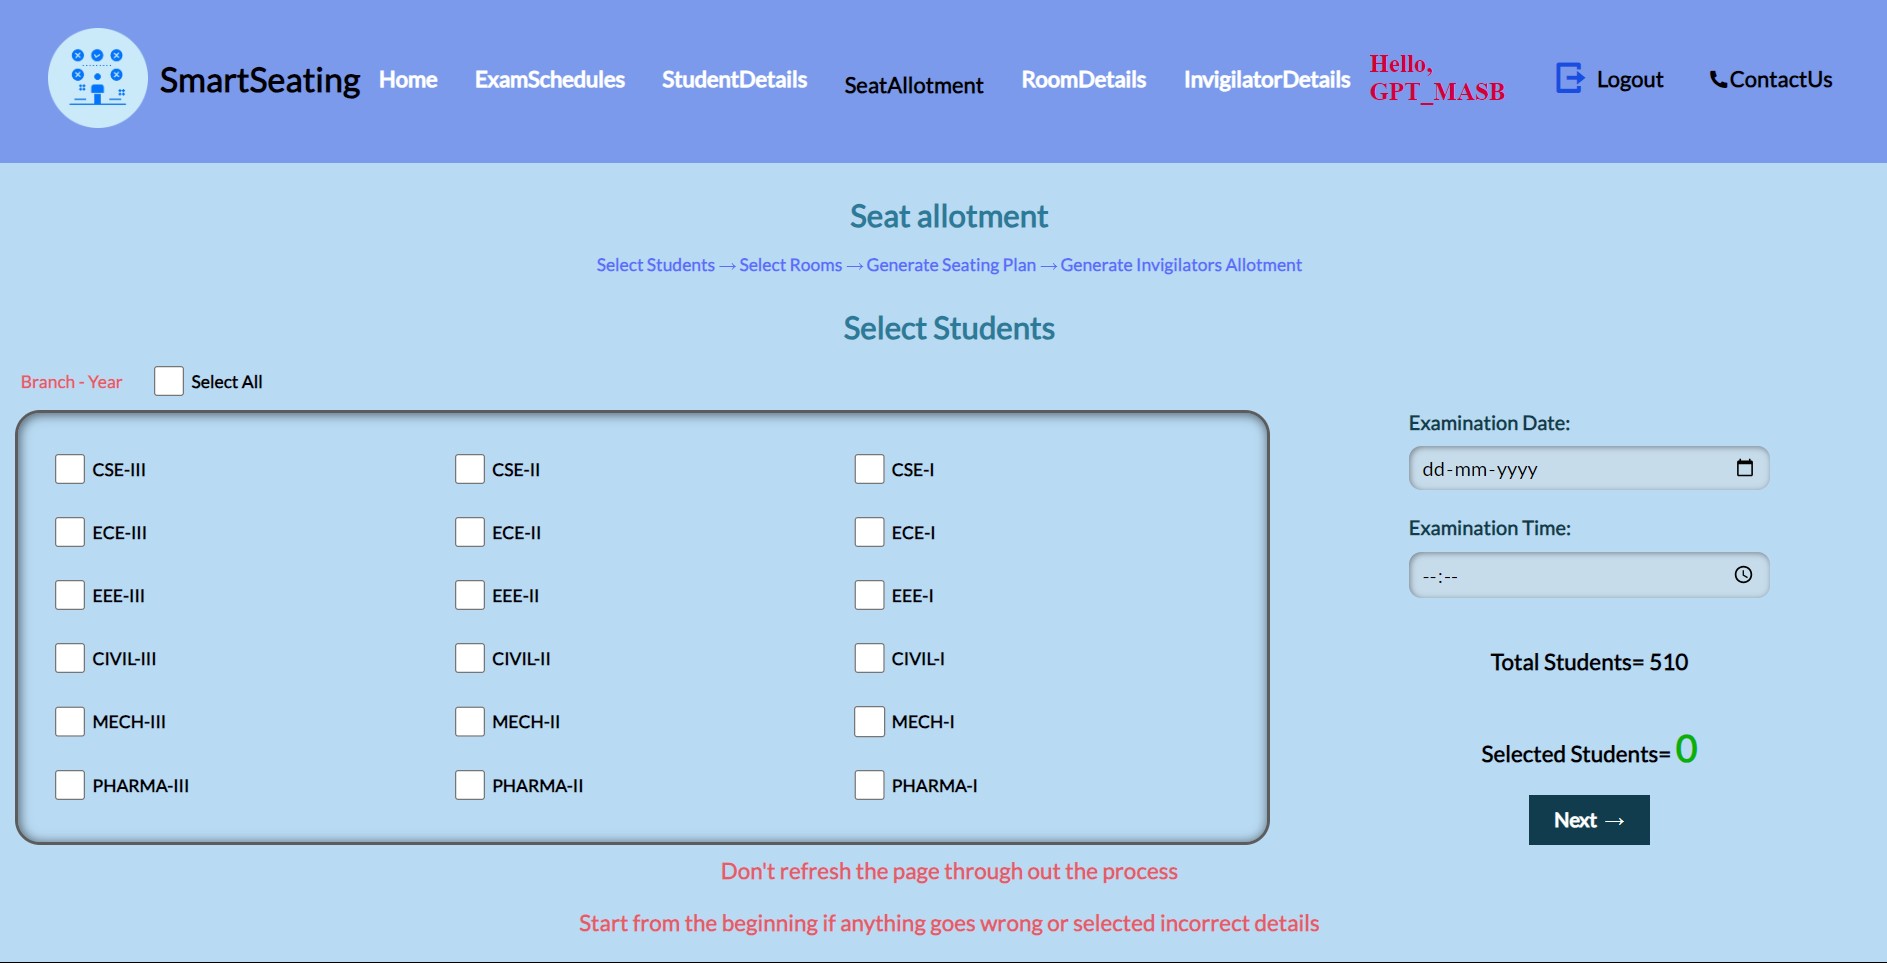 SmartSeating Home ExamSchedules StudentDetails SeatAllotment RoomDetails InvigilatorDetails Hello, GPT_MASB Logout ContactUs
Seat allotment
Select Students → Select Rooms → Generate Seating Plan → Generate Invigilators Allotment
Select Students
Branch - Year Select All
CSE-III CSE-II CSE-I
ECE-III ECE-II ECE-I
EEE-III EEE-II EEE-I
CIVIL-III CIVIL-II CIVIL-I
MECH-III MECH-II MECH-I
PHARMA-III PHARMA-II PHARMA-I
Examination Date:
dd-mm-yyyy
Examination Time:
--:--
Total Students= 510
Selected Students= 0
Next →
Don't refresh the page through out the process
Start from the beginning if anything goes wrong or selected incorrect details